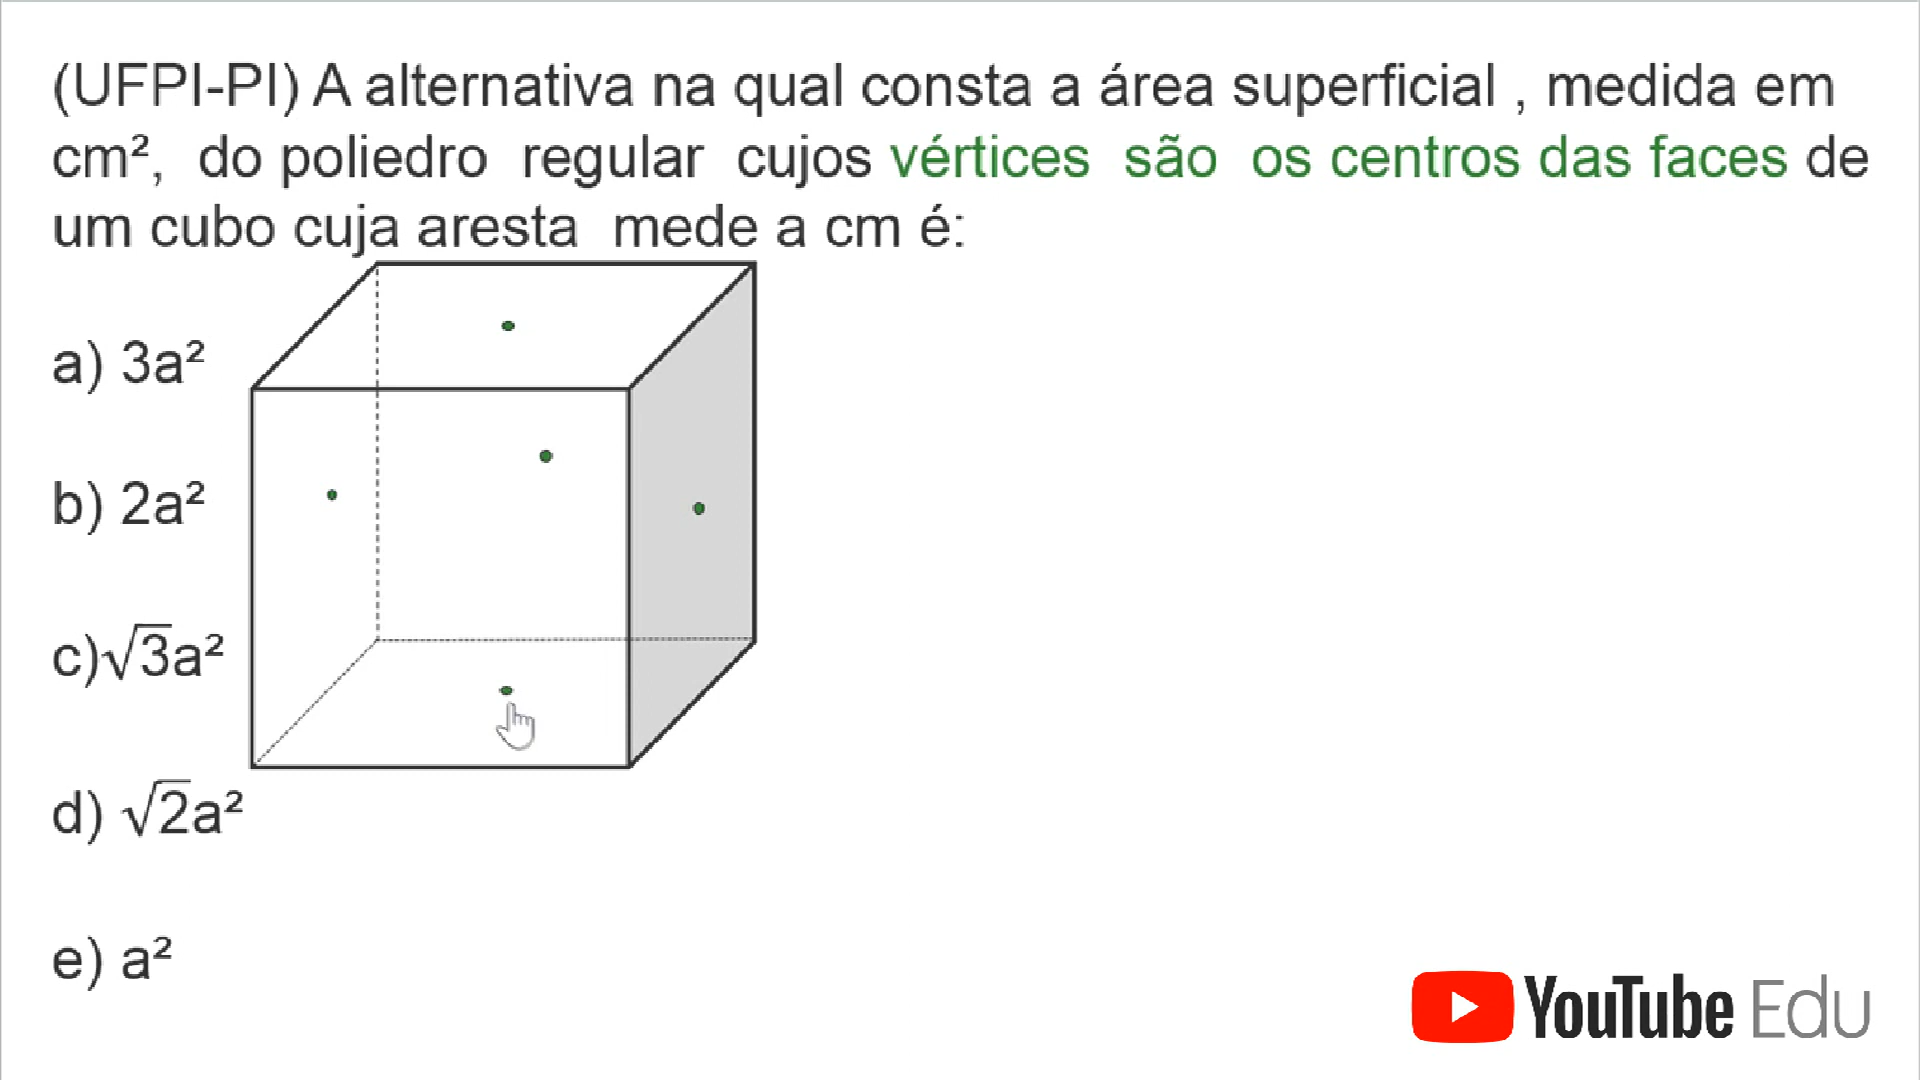 (UFPI-PI) A alternativa na qual consta a área superficial , medida em
cm², do poliedro regular cujos vértices são os centros das faces de
um cubo cuja aresta mede a cm é:
a) 3a²
b) 2a²
c)√3a²
d) √2a²
e) a²
YouTube Edu